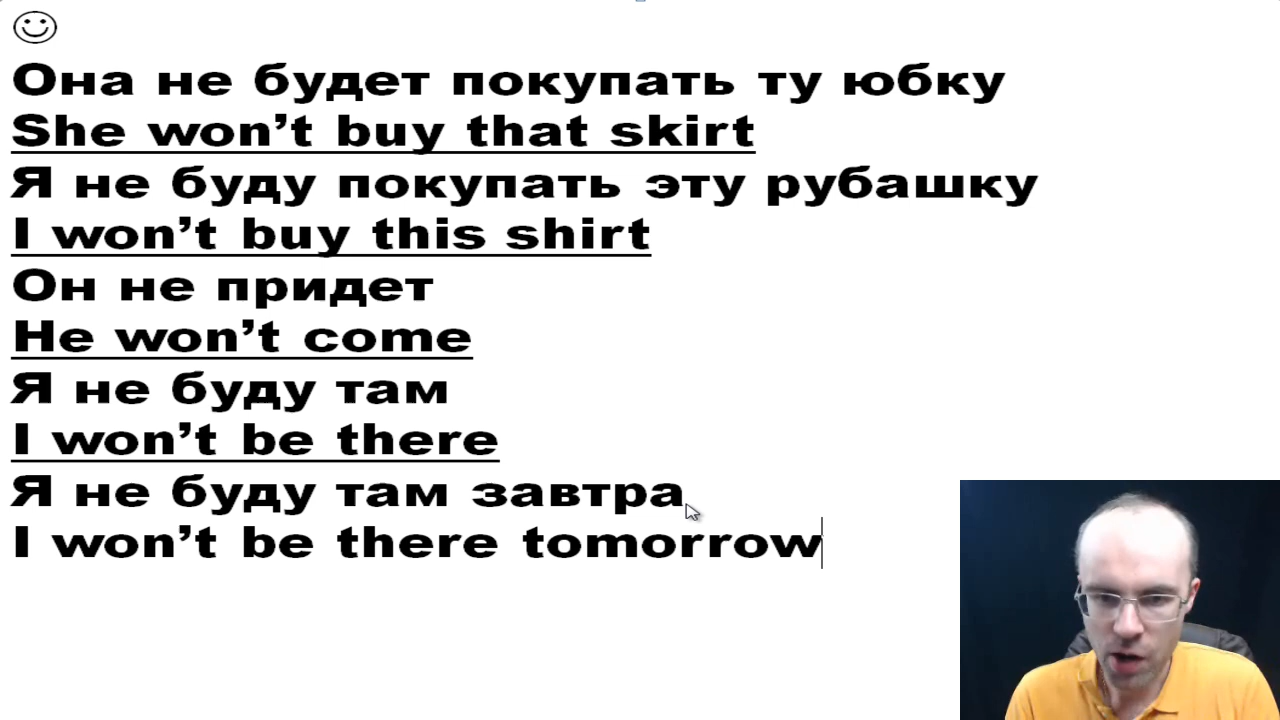 Она не будет покупать ту юбку
She won’t buy that skirt
Я не буду покупать эту рубашку
I won’t buy this shirt
Он не придет
He won’t come
Я не буду там
I won’t be there
Я не буду там завтра
I won’t be there tomorrow